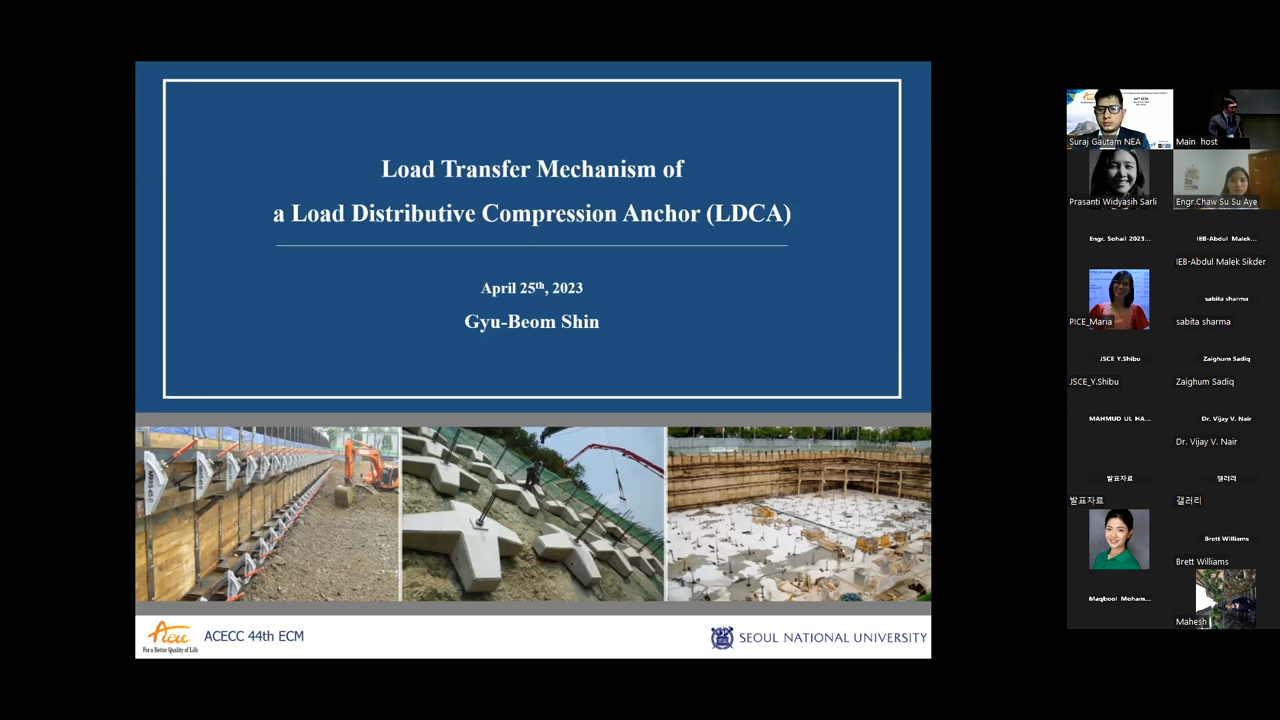 Load Transfer Mechanism of
a Load Distributive Compression Anchor (LDCA)
April 25th, 2023
Gyu-Beom Shin
For a Better Quality of Life
ACECC 44th ECM
SEOUL NATIONAL UNIVERSITY
44th ECM
Suraj Gautam NEA
Main host
Prasanti Widyasih Sarli
Engr.Chaw Su Su Aye
Engr. Sohail 2023...
IEB-Abdul Malek...
IEB-Abdul Malek Sikder
PICE_Maria
sabita sharma
sabita sharma
JSCE Y.Shibu
JSCE_Y.Shibu
Zaighum Sadiq
Zaighum Sadiq
MAHMUD UL HA...
Dr. Vijay V. Nair
Dr. Vijay V. Nair
발표자료
발표자료
갤러리
갤러리
Brett Williams
Brett Williams
Maqbool Moham...
Mahesh